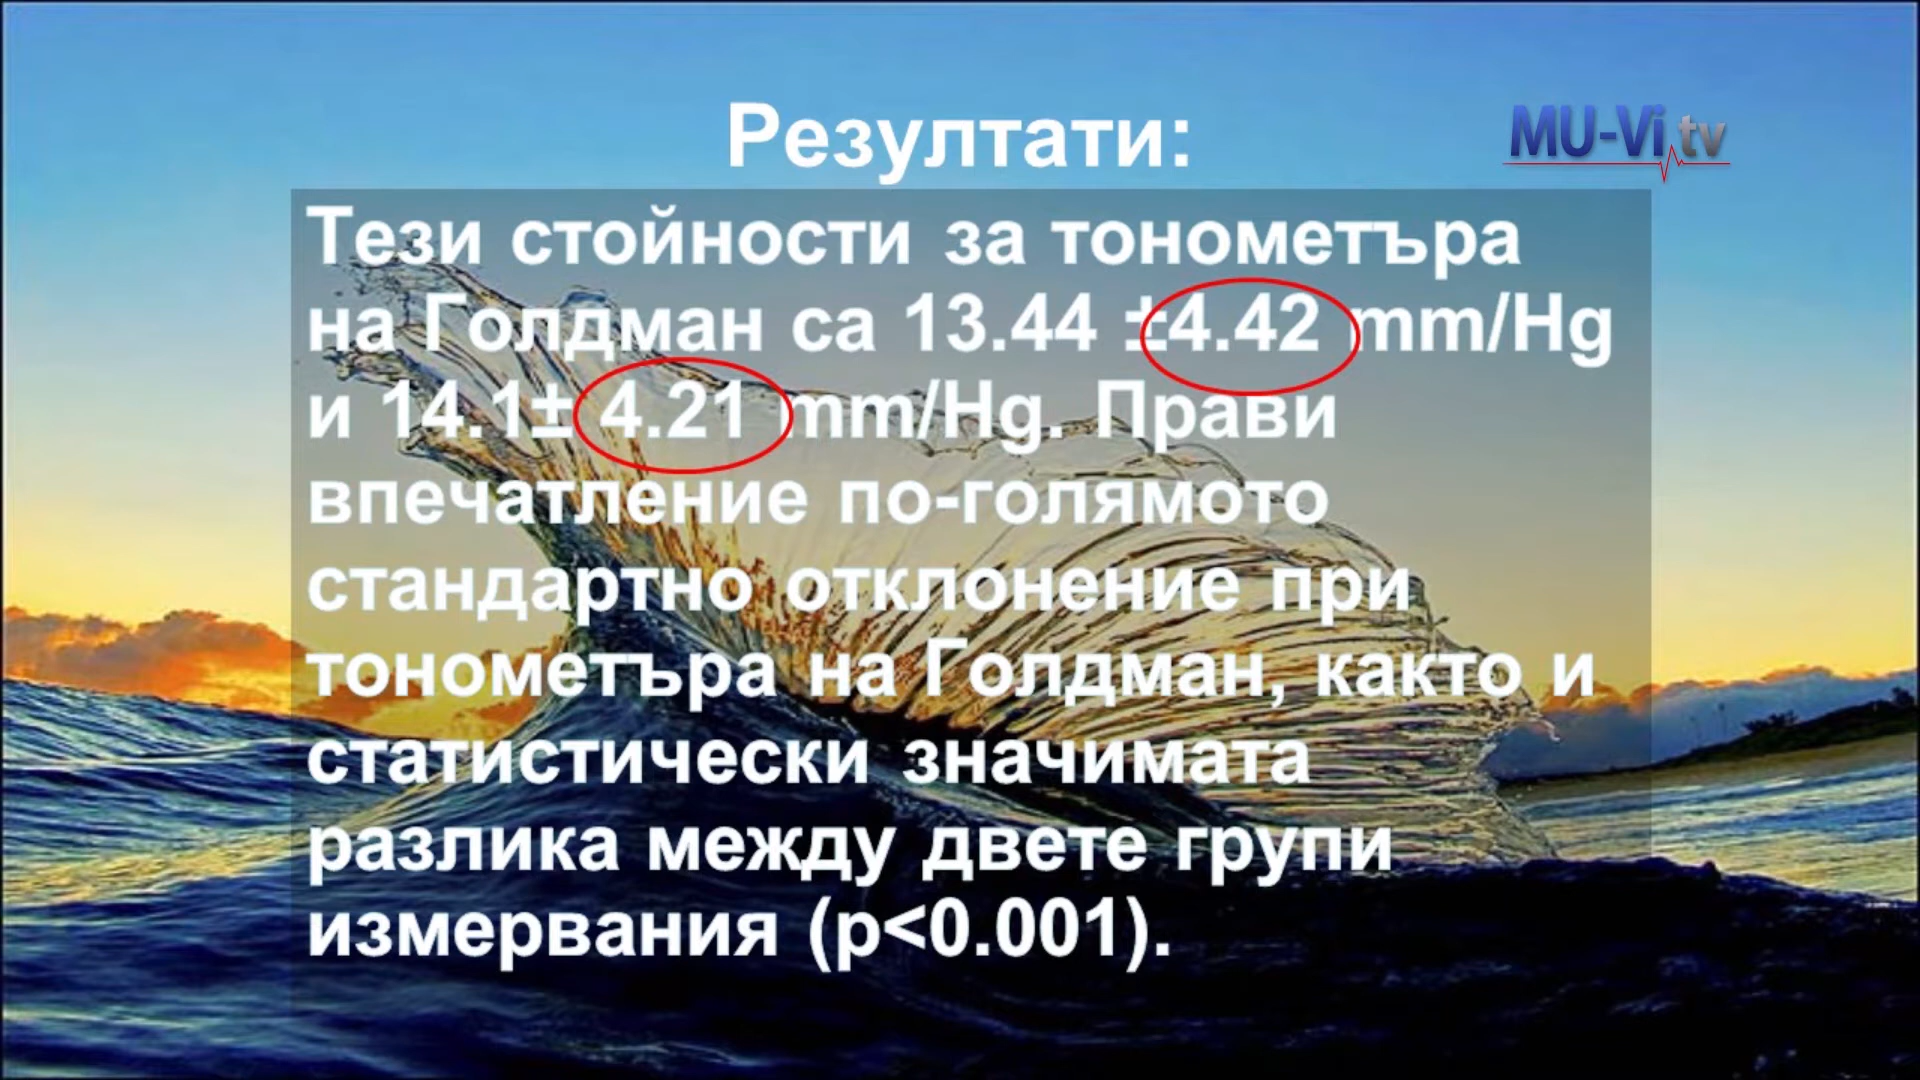 Резултати:
MU-Vi.tv
Тези стойности за тонометъра
на Голдман са 13.44 ±4.42 mm/Hg
и 14.1± 4.21 mm/Hg. Прави
впечатление по-голямото
стандартно отклонение при
тонометъра на Голдман, както и
статистически значимата
разлика между двете групи
измервания (p<0.001).